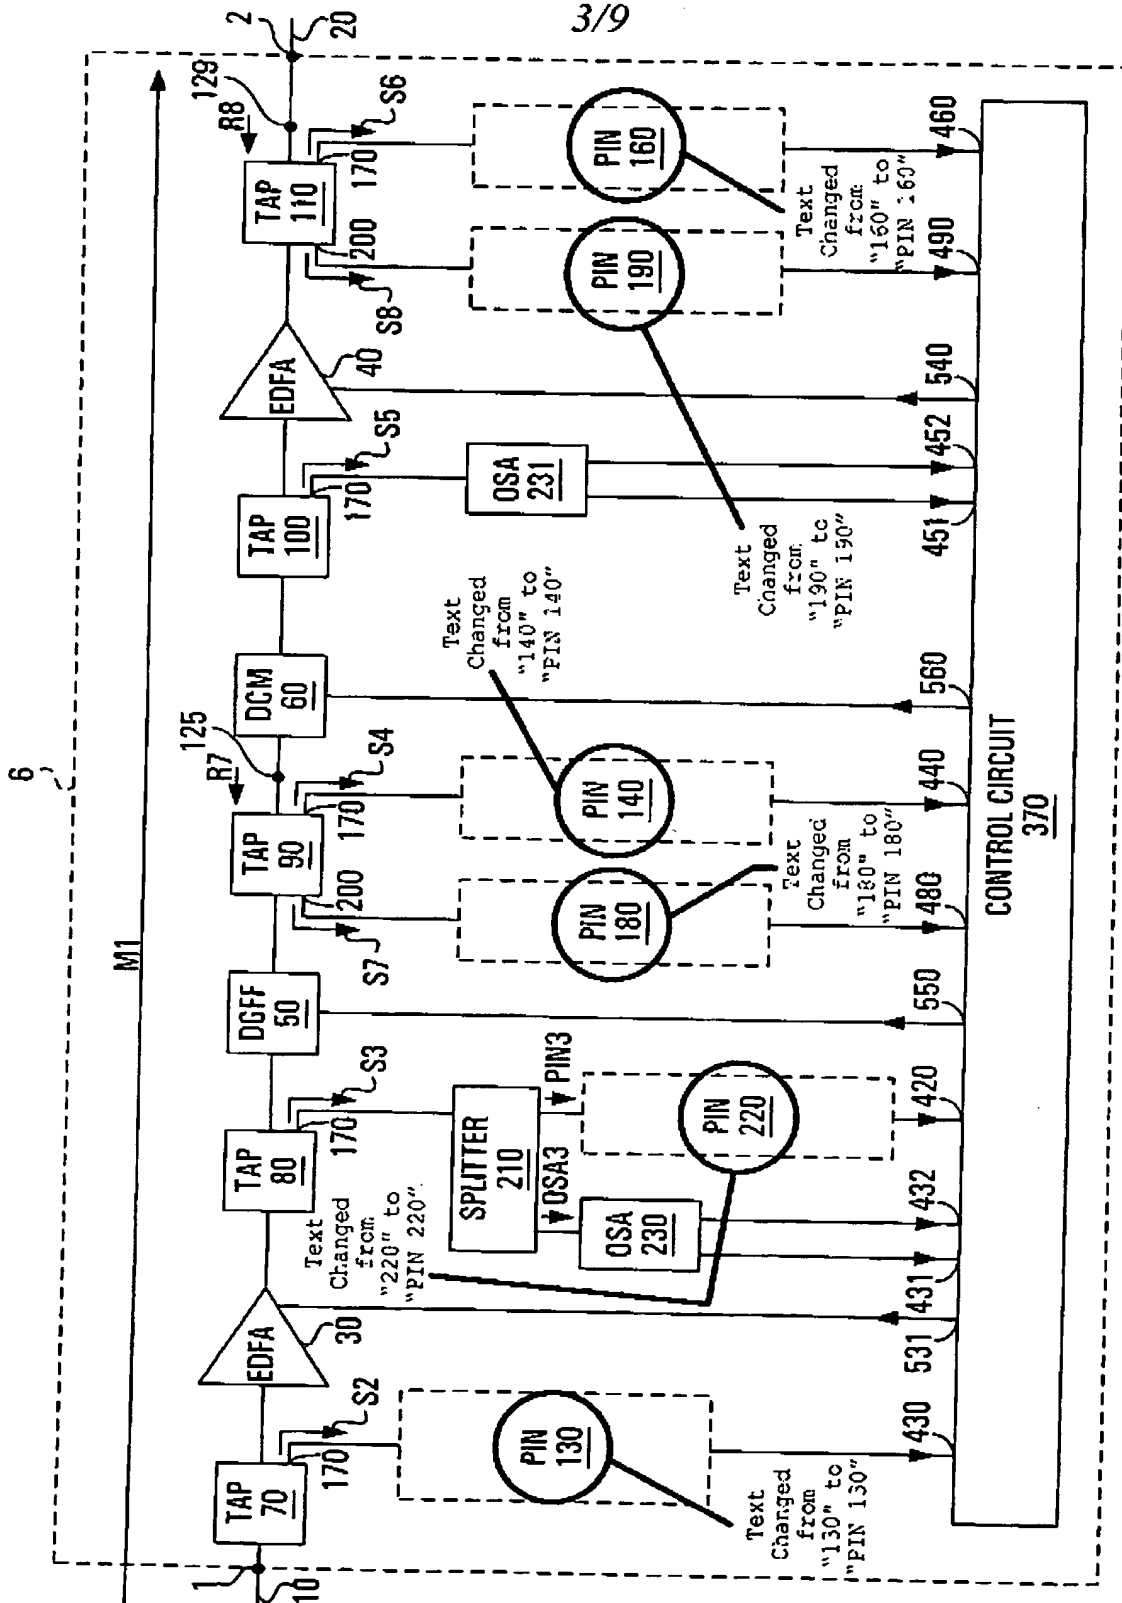 3/9
6
M1
1
10
TAP
70
170
S2
PIN
130
Text
Changed
from
"130" to
"PIN 130"
430
EDFA
30
531
TAP
80
170
S3
SPLITTER
210
OSA3
PIN3
OSA
230
431
432
PIN
220
Text
Changed
from
"220" to
"PIN 220"
420
DGFF
50
550
TAP
90
200
170
S7
S4
R7
125
PIN
180
Text
Changed
from
"180" to
"PIN 180"
480
PIN
140
Text
Changed
from
"140" to
"PIN 140"
440
DCM
60
560
TAP
100
170
S5
OSA
231
451
452
EDFA
40
540
TAP
110
200
170
S8
S6
R8
129
2
20
PIN
190
Text
Changed
from
"190" to
"PIN 190"
490
PIN
160
Text
Changed
from
"160" to
"PIN 160"
460
CONTROL CIRCUIT
370